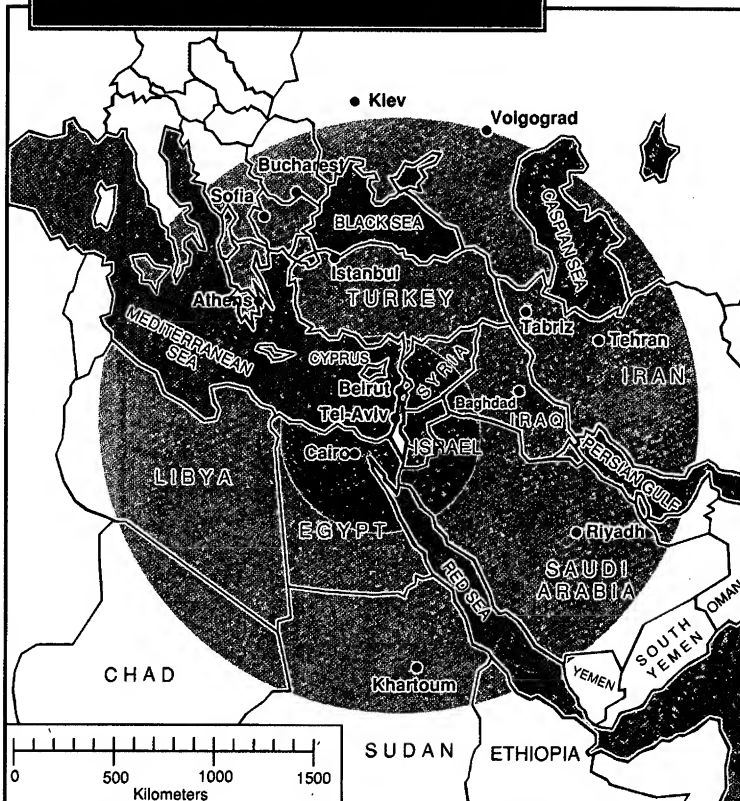 Kiev
Volgograd
Bucharest
Sofia
BLACK SEA
CASPIAN SEA
Istanbul
TURKEY
Athens
Tabriz
MEDITERRANEAN
SEA
Tehran
CYPRUS
SYRIA
IRAN
Beirut
Baghdad
Tel-Aviv
IRAQ
Cairo
ISRAEL
PERSIAN GULF
LIBYA
EGYPT
Riyadh
RED SEA
SAUDI
ARABIA
OMAN
SOUTH
YEMEN
CHAD
YEMEN
Khartoum
SUDAN
ETHIOPIA
0 500 1000 1500
Kilometers